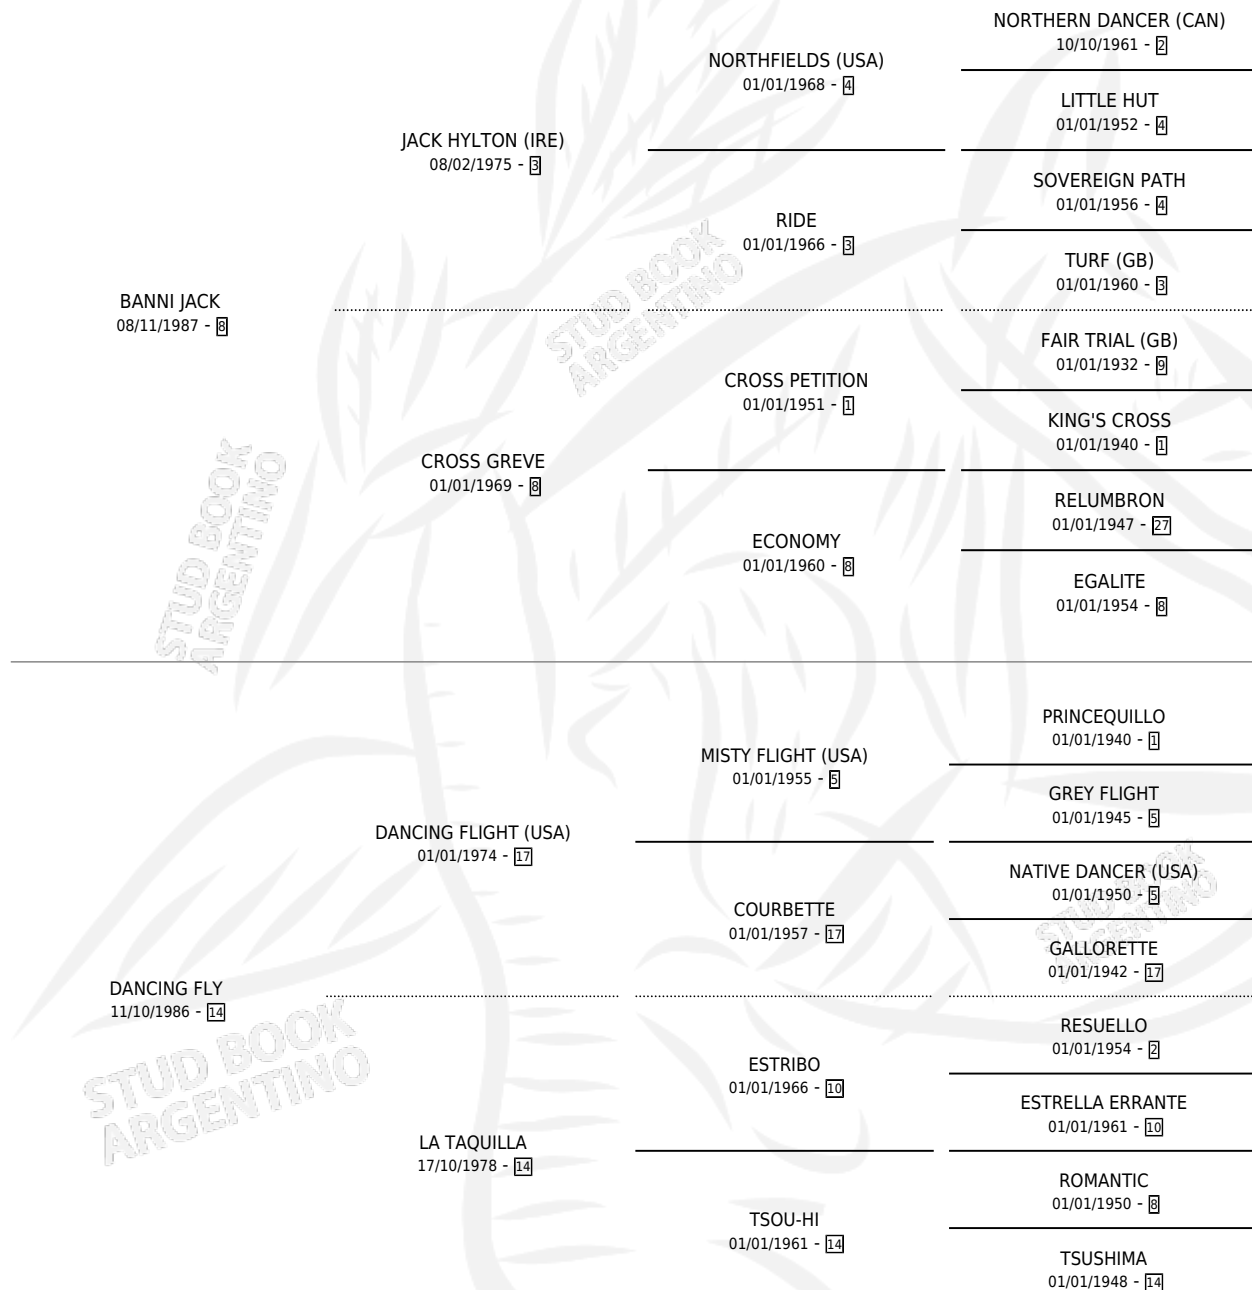 NORTHERN DANCER (CAN)
10/10/1961 - 2
NORTHFIELDS (USA)
01/01/1968 - 4
LITTLE HUT
01/01/1952 - 4
JACK HYLTON (IRE)
08/02/1975 - 3
SOVEREIGN PATH
01/01/1956 - 4
RIDE
01/01/1966 - 3
TURF (GB)
01/01/1960 - 3
BANNI JACK
08/11/1987 - 8
FAIR TRIAL (GB)
01/01/1932 - 9
CROSS PETITION
01/01/1951 - 1
KING'S CROSS
01/01/1940 - 1
CROSS GREVE
01/01/1969 - 8
RELUMBRON
01/01/1947 - 27
ECONOMY
01/01/1960 - 8
EGALITE
01/01/1954 - 8
STUD BOOK
ARGENTINO
STUD BOOK
ARGENTINO
PRINCEQUILLO
01/01/1940 - 1
MISTY FLIGHT (USA)
01/01/1955 - 5
GREY FLIGHT
01/01/1945 - 5
DANCING FLIGHT (USA)
01/01/1974 - 17
NATIVE DANCER (USA)
01/01/1950 - 5
COURBETTE
01/01/1957 - 17
GALLORETTE
01/01/1942 - 17
STUD BOOK
ARGENTINO
DANCING FLY
11/10/1986 - 14
RESUELLO
01/01/1954 - 2
ESTRIBO
01/01/1966 - 10
ESTRELLA ERRANTE
01/01/1961 - 10
LA TAQUILLA
17/10/1978 - 14
ROMANTIC
01/01/1950 - 8
TSOU-HI
01/01/1961 - 14
TSUSHIMA
01/01/1948 - 14
STUD BOOK
ARGENTINO